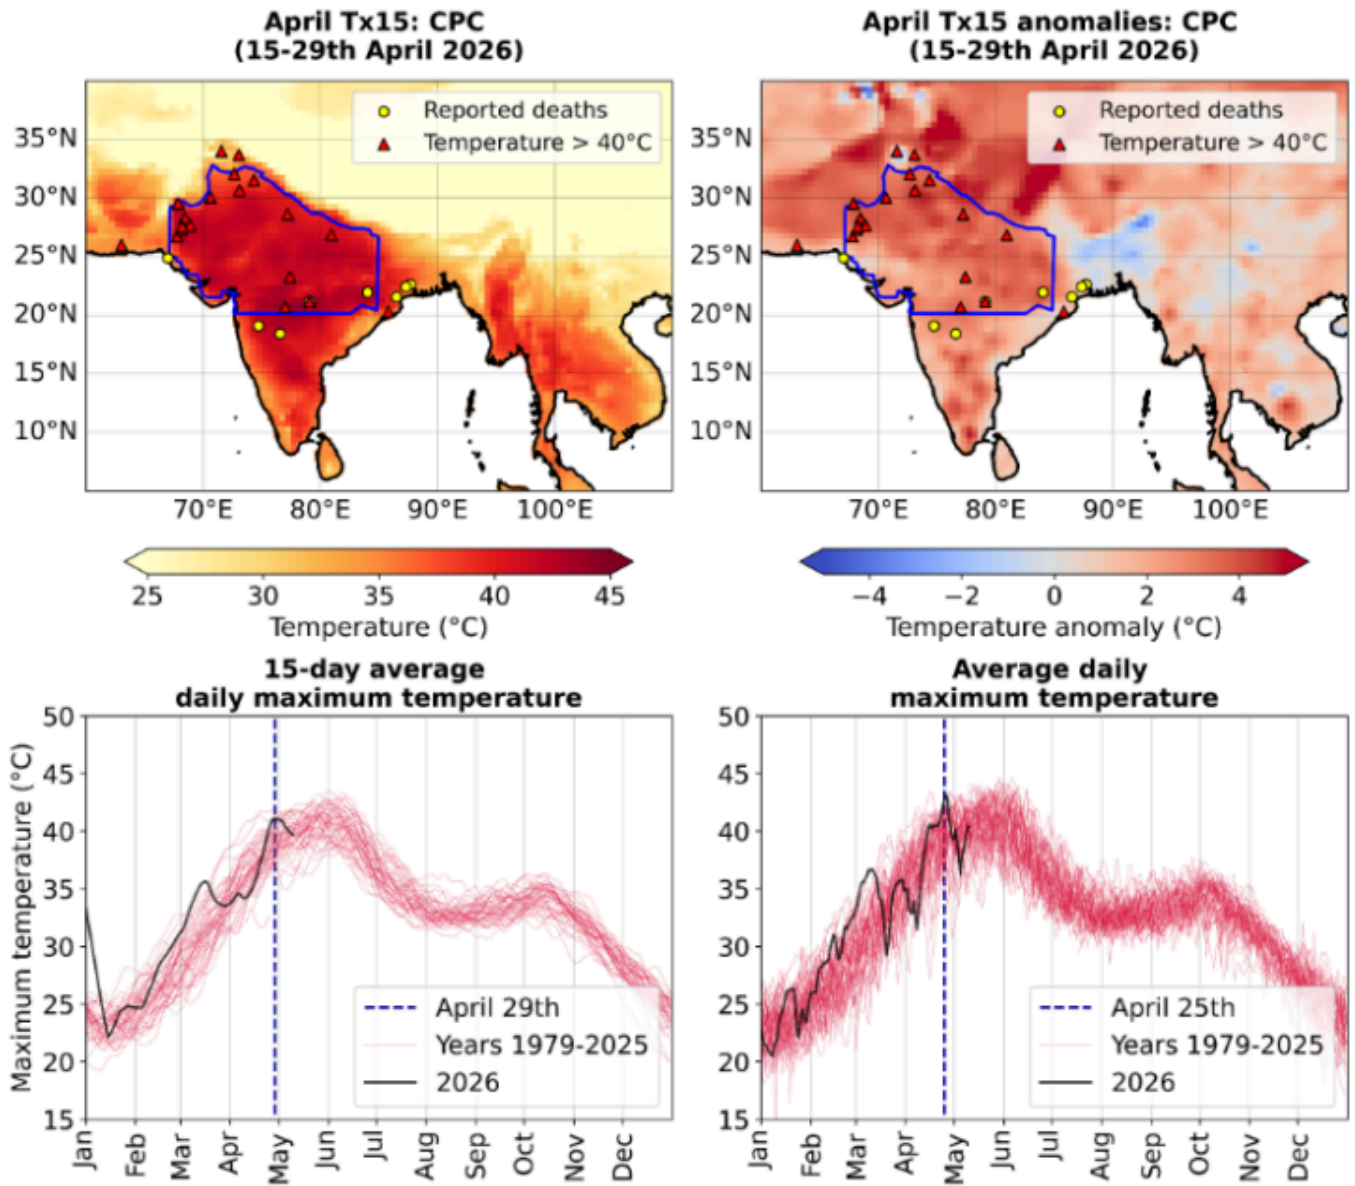 April Tx15: CPC
(15-29th April 2026)
Reported deaths
Temperature > 40°C
35°N
30°N
25°N
20°N
15°N
10°N
70°E 80°E 90°E 100°E
25 30 35 40 45
Temperature (°C)
April Tx15 anomalies: CPC
(15-29th April 2026)
Reported deaths
Temperature > 40°C
35°N
30°N
25°N
20°N
15°N
10°N
70°E 80°E 90°E 100°E
−4 −2 0 2 4
Temperature anomaly (°C)
15-day average
daily maximum temperature
Maximum temperature (°C)
50
45
40
35
30
25
20
15
April 29th
Years 1979-2025
2026
Jan Feb Mar Apr May Jun Jul Aug Sep Oct Nov Dec
Average daily
maximum temperature
50
45
40
35
30
25
20
15
April 25th
Years 1979-2025
2026
Jan Feb Mar Apr May Jun Jul Aug Sep Oct Nov Dec